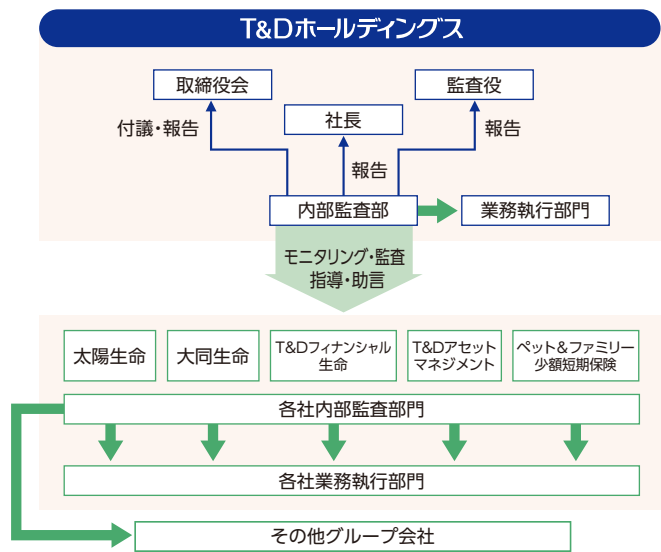 T&Dホールディングス
取締役会
監査役
社長
付議・報告
報告
報告
内部監査部
業務執行部門
モニタリング・監査
指導・助言
太陽生命
大同生命
T&Dフィナンシャル
生命
T&Dアセット
マネジメント
ペット&ファミリー
少額短期保険
各社内部監査部門
各社業務執行部門
その他グループ会社